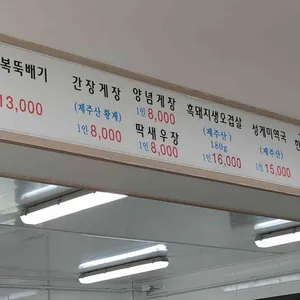 복뚝배기
13,000
간장게장
(제주산 황게)
1인 8,000
양념게장
1인 8,000
딱새우장
1인 8,000
흑돼지생오겹살
(제주산)
180g
1인 16,000
성게미역국
(제주산)
1인 15,000
한